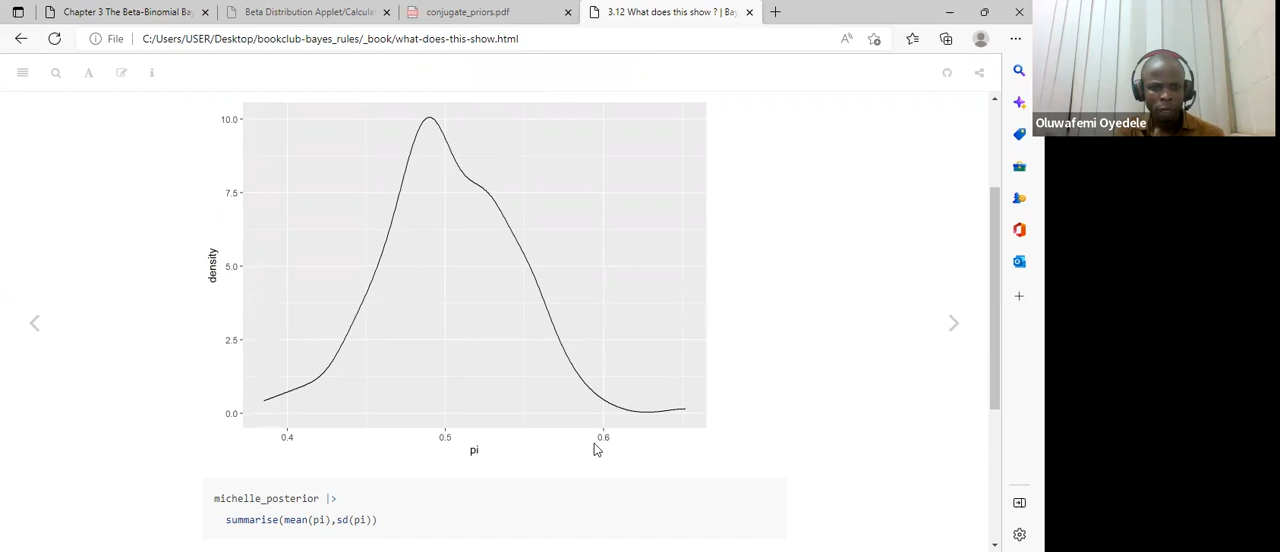 Chapter 3 The Beta-Binomial Ba
Beta Distribution Applet/Calcula
conjugate_priors.pdf
3.12 What does this show ? | Bay
File
C:/Users/USER/Desktop/bookclub-bayes_rules/_book/what-does-this-show.html
Oluwafemi Oyedele
10.0
7.5
5.0
2.5
0.0
density
0.4
0.5
0.6
pi
michelle_posterior |>
summarise(mean(pi),sd(pi))